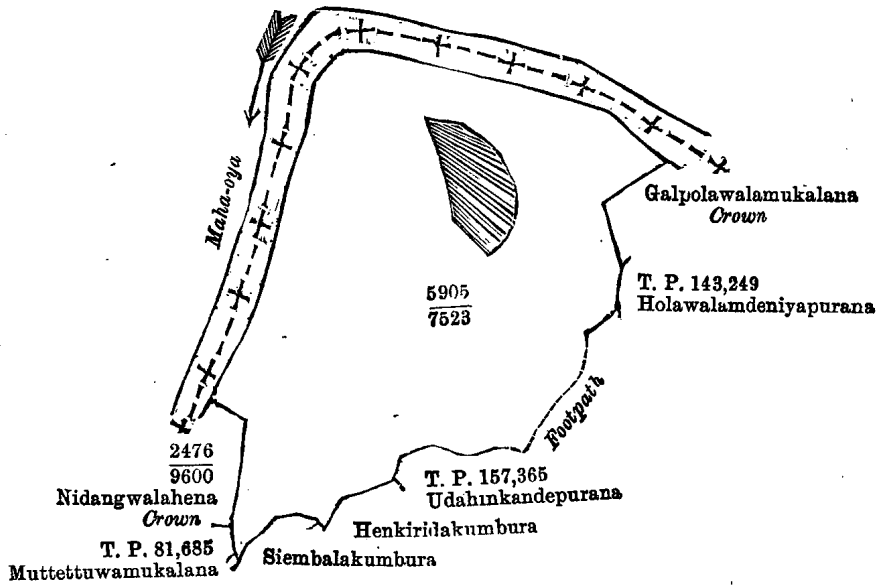 Maha-oya
Galpolawalamukalana
Crown
T. P. 143,249
Holawalamdeniyapurana
5905
7523
Footpath
2476
9600
Nidangwalahena
Crown
T. P. 157,365
Udahinkandepurana
Henkiridakumbura
T. P. 81,685
Muttettuwamukalana
Siembalakumbura